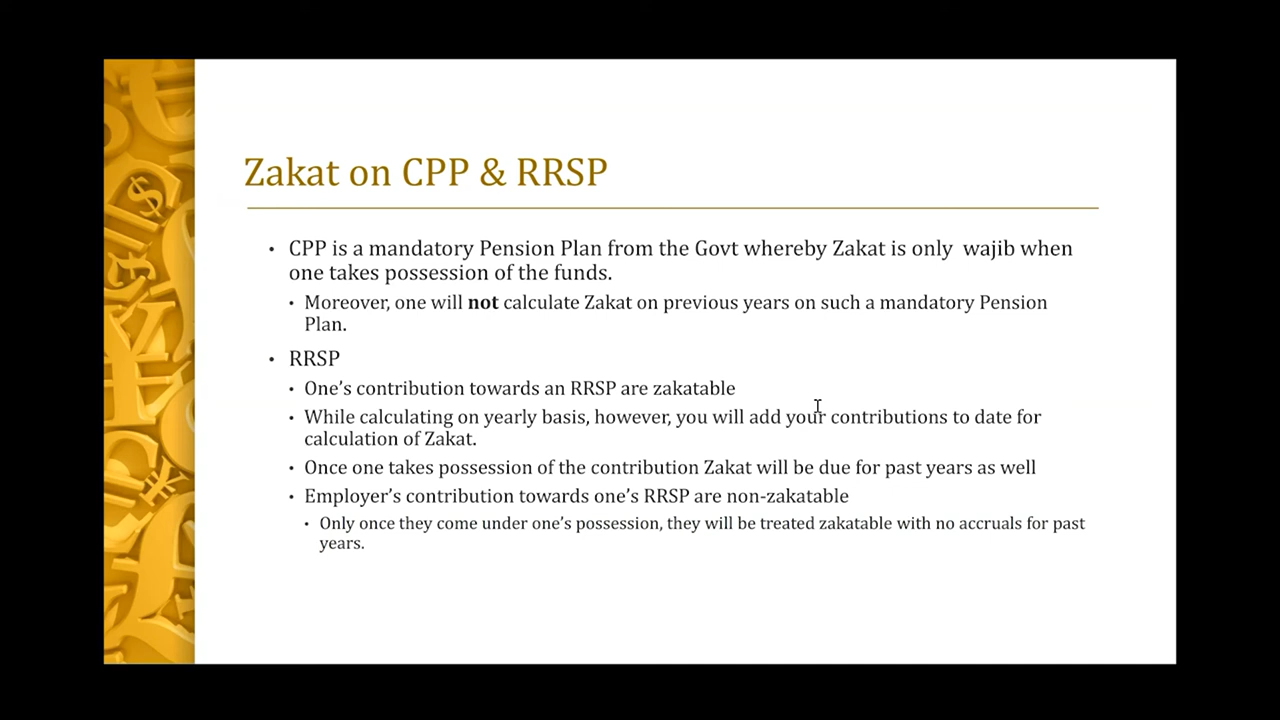 Zakat on CPP & RRSP
• CPP is a mandatory Pension Plan from the Govt whereby Zakat is only  wajib when
one takes possession of the funds.
• Moreover, one will not calculate Zakat on previous years on such a mandatory Pension
Plan.
• RRSP
• One’s contribution towards an RRSP are zakatable
• While calculating on yearly basis, however, you will add your contributions to date for
calculation of Zakat.
• Once one takes possession of the contribution Zakat will be due for past years as well
• Employer’s contribution towards one’s RRSP are non-zakatable
• Only once they come under one’s possession, they will be treated zakatable with no accruals for past
years.